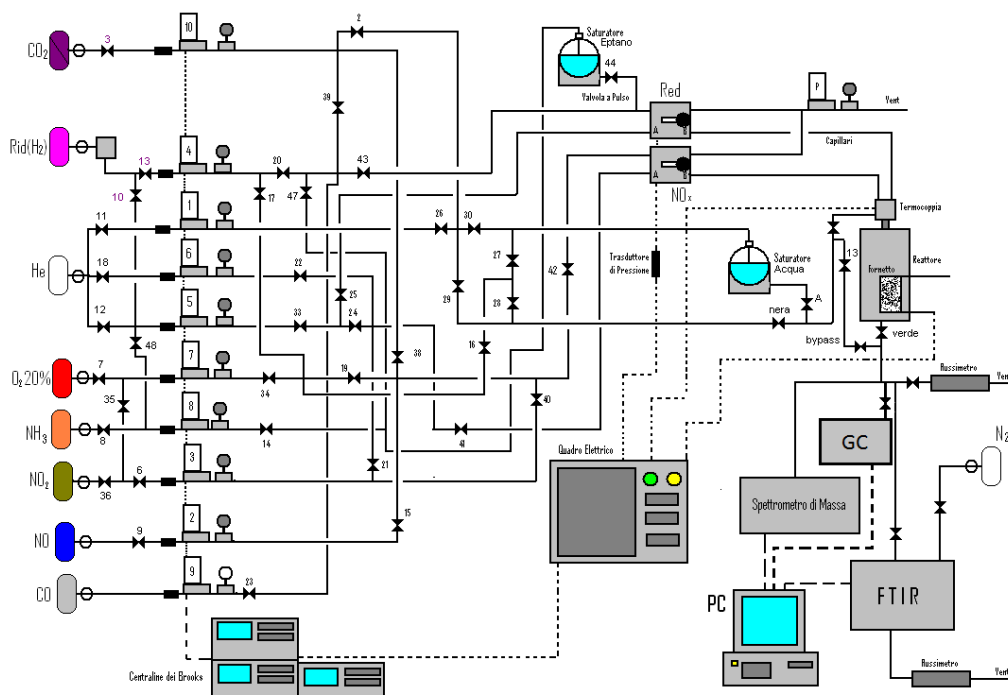 2
10
3
CO₂
Saturatore
Eptano
44
Valvola a Pulso
Red
A
B
P
Vent
Capillari
39
Rid(H₂)
13
4
20
43
47
17
10
NOₓ
A
B
Termocoppia
11
1
26
30
He
18
6
22
27
42
Trasduttore
di Pressione
Saturatore
Acqua
13
Reattore
Fornetto
12
5
33
25
24
29
28
A
nera
verde
bypass
48
16
38
O₂ 20%
7
7
34
19
40
Russimetro
Vent
35
NH₃
8
8
14
41
GC
N₂
NO₂
36
6
3
21
Quadro Elettrico
Spettrometro di Massa
NO
9
2
15
CO
9
23
PC
FTIR
Centraline dei Brooks
Russimetro
Vent